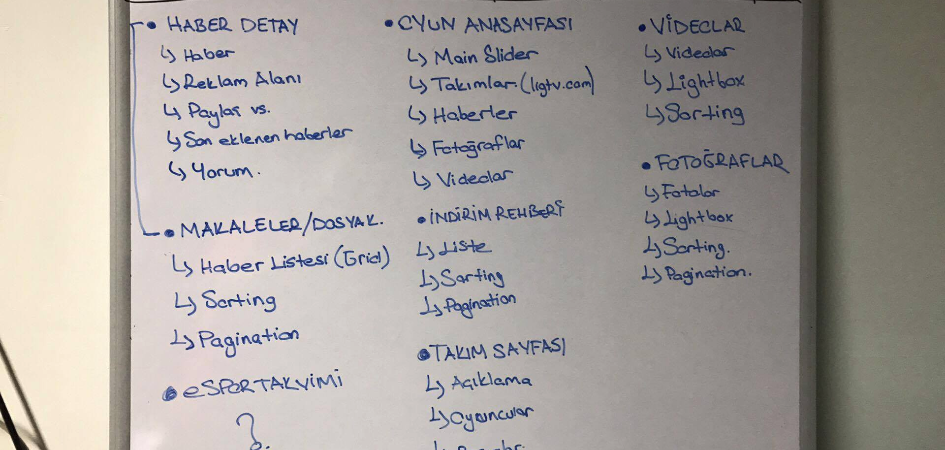 • HABER DETAY
↳ Haber
↳ Reklam Alanı
↳ Paylaş vs.
↳ Son eklenen haberler
↳ Yorum.
• MAKALELER/DOSYAK.
↳ Haber Listesi (Grid)
↳ Sorting
↳ Pagination
• eSPOR TAKVİMİ
?
• OYUN ANASAYFASI
↳ Main Slider
↳ Takımlar. (ligtv.com)
↳ Haberler
↳ Fotoğraflar
↳ Videolar
• İNDİRİM REHBERİ
↳ Liste
↳ Sorting
↳ Pagination
• TAKIM SAYFASI
↳ Açıklama
↳ Oyuncular
• VİDEOLAR
↳ Videolar
↳ Lightbox
↳ Sorting
• FOTOĞRAFLAR
↳ Fotolar
↳ Lightbox
↳ Sorting.
↳ Pagination.